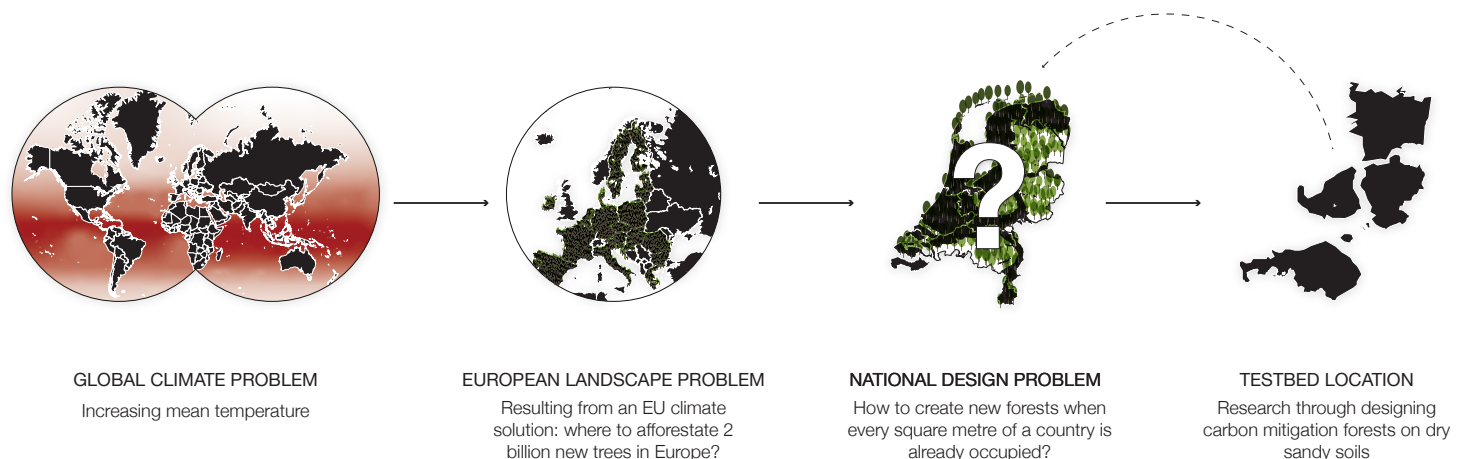 ?
GLOBAL CLIMATE PROBLEM
Increasing mean temperature
EUROPEAN LANDSCAPE PROBLEM
Resulting from an EU climate
solution: where to afforestate 2
billion new trees in Europe?
NATIONAL DESIGN PROBLEM
How to create new forests when
every square metre of a country is
already occupied?
TESTBED LOCATION
Research through designing
carbon mitigation forests on dry
sandy soils